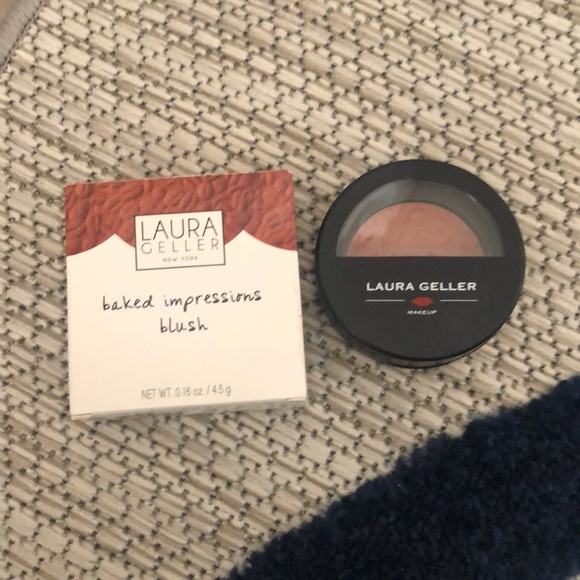 LAURA
GELLER
NEW YORK
baked impressions
blush
NET WT. 0.16 oz. / 4.5 g
LAURA GELLER
MAKEUP